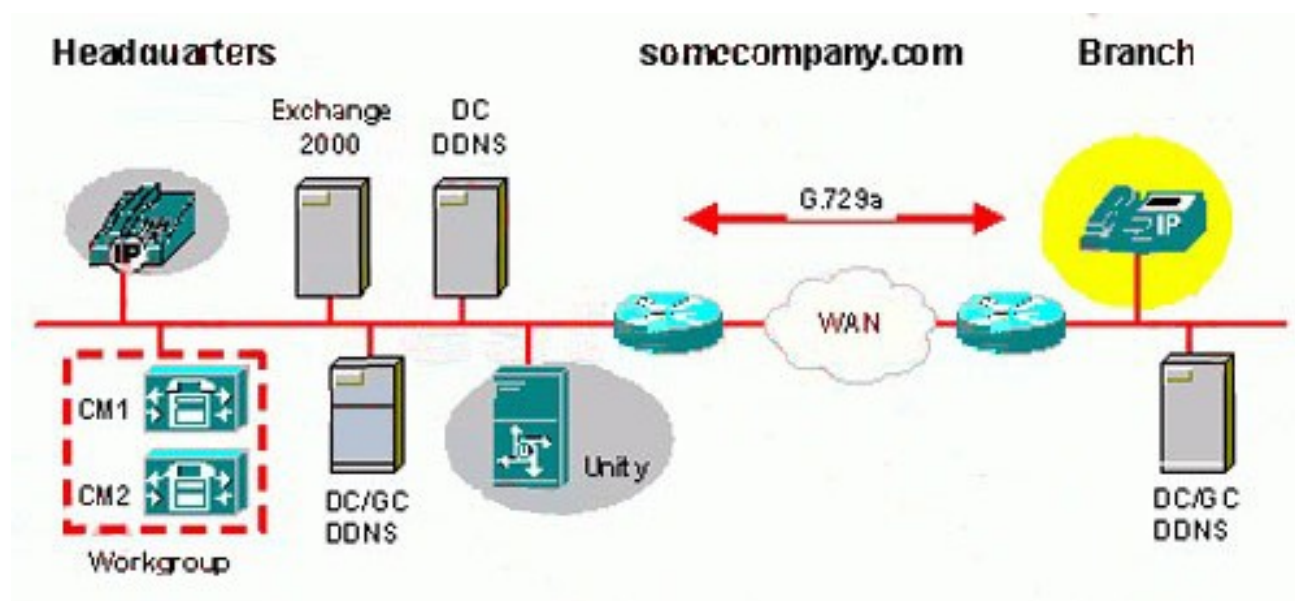 Headquarters
somecompany.com
Branch
Exchange
2000
DC
DDNS
G.729a
IP
IP
WAN
CM1
CM2
Unity
DC/GC
DDNS
DC/GC
DDNS
Workgroup